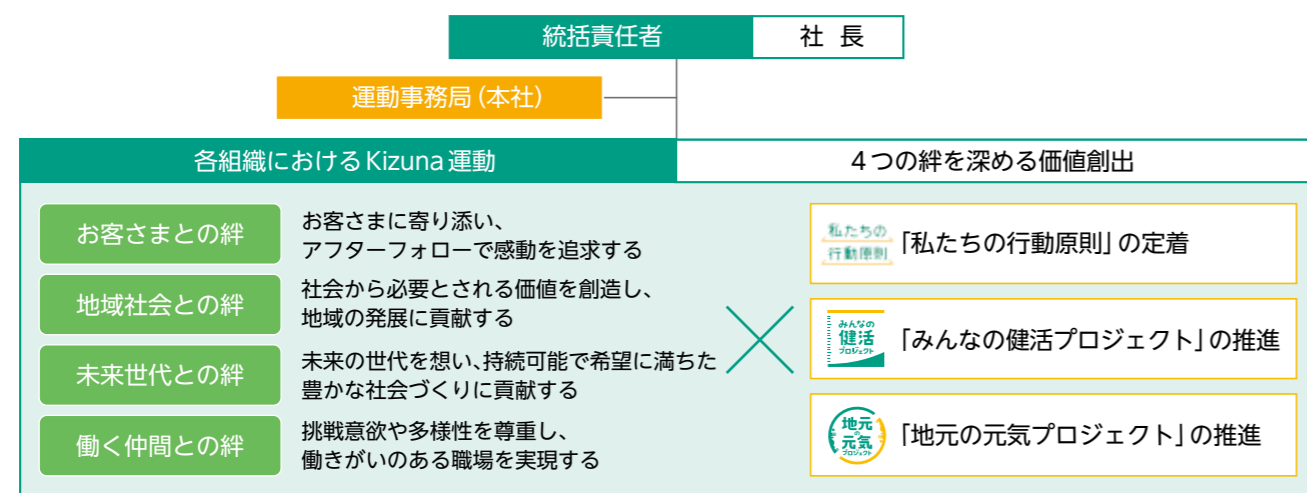 統括責任者
社 長
運動事務局（本社）
各組織におけるKizuna運動
4つの絆を深める価値創出
お客さまとの絆
お客さまに寄り添い、
アフターフォローで感動を追求する
地域社会との絆
社会から必要とされる価値を創造し、
地域の発展に貢献する
未来世代との絆
未来の世代を想い、持続可能で希望に満ちた
豊かな社会づくりに貢献する
働く仲間との絆
挑戦意欲や多様性を尊重し、
働きがいのある職場を実現する
私たちの
行動原則
「私たちの行動原則」の定着
みんなの
健活
プロジェクト
「みんなの健活プロジェクト」の推進
地元
の
元気
プロジェクト
「地元の元気プロジェクト」の推進